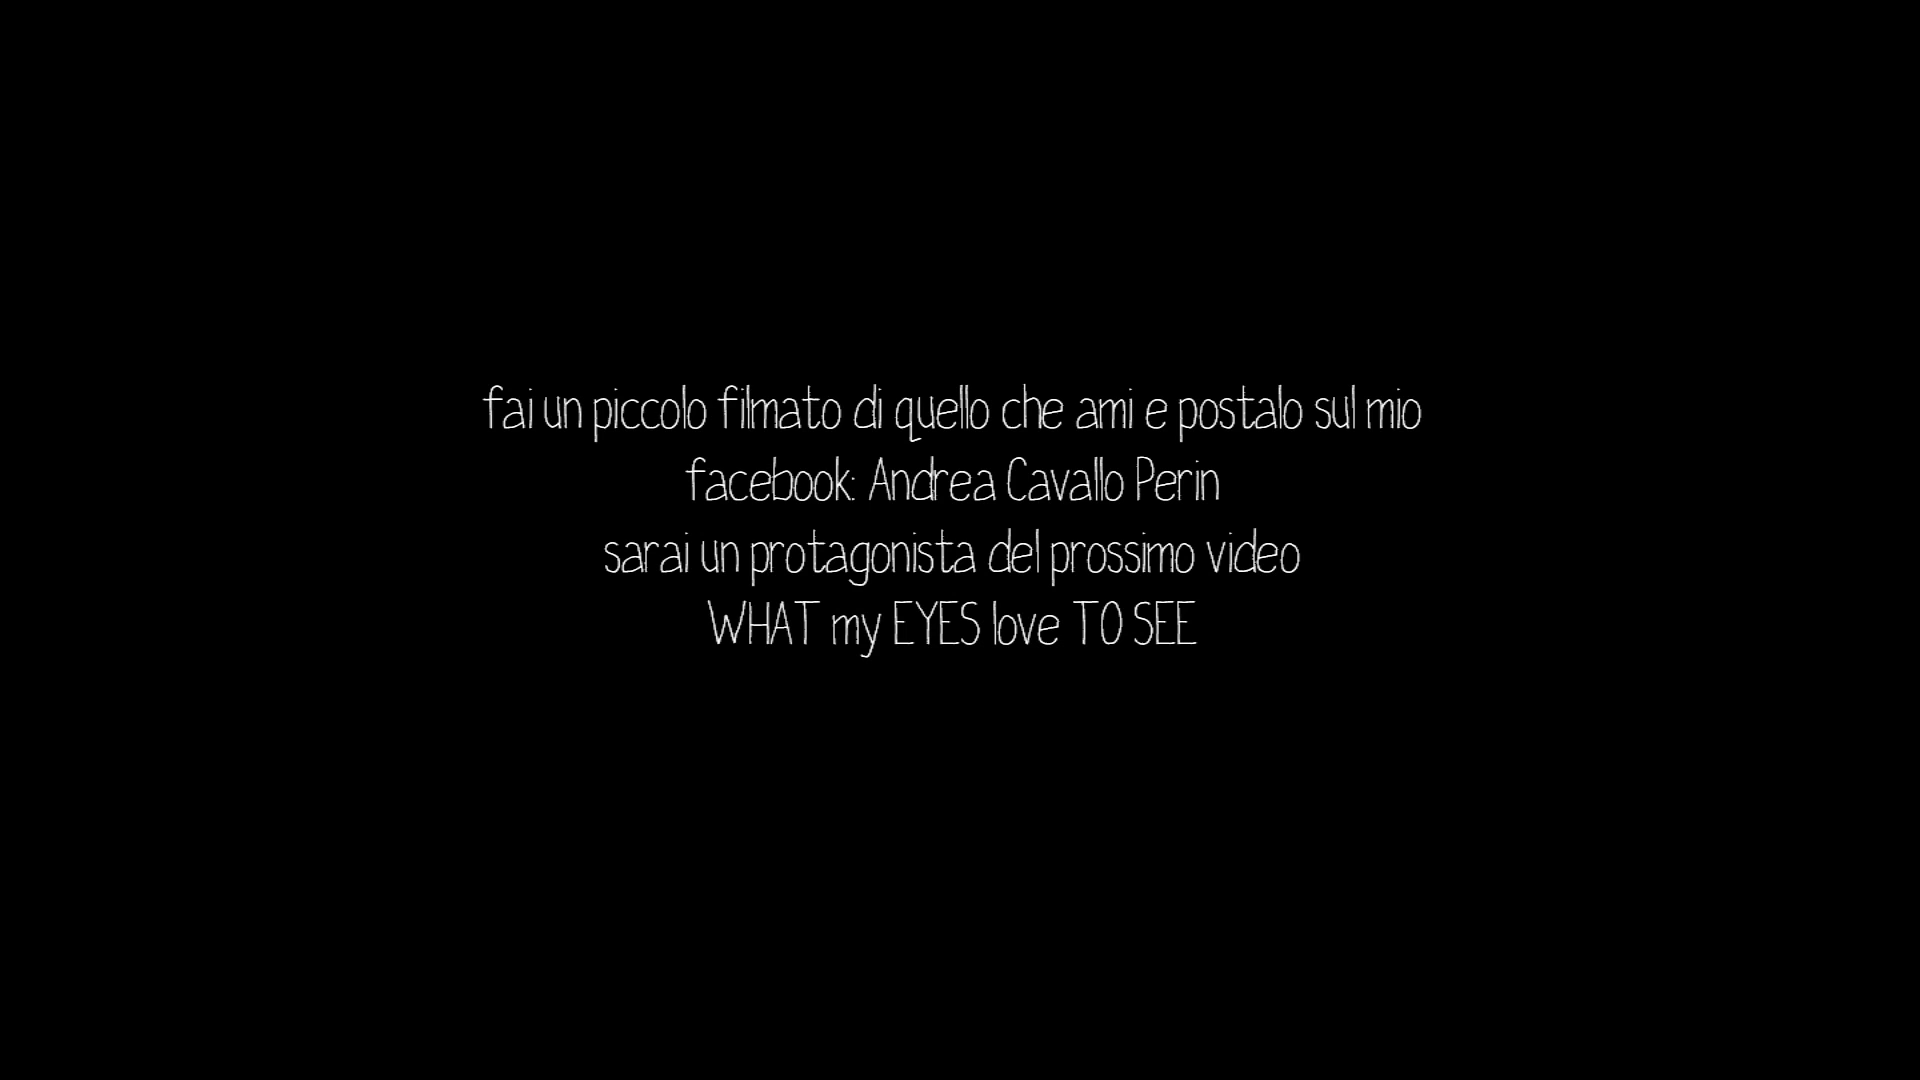 fai un piccolo filmato di quello che ami e postalo sul mio
facebook: Andrea Cavallo Perin
sarai un protagonista del prossimo video
WHAT my EYES love TO SEE